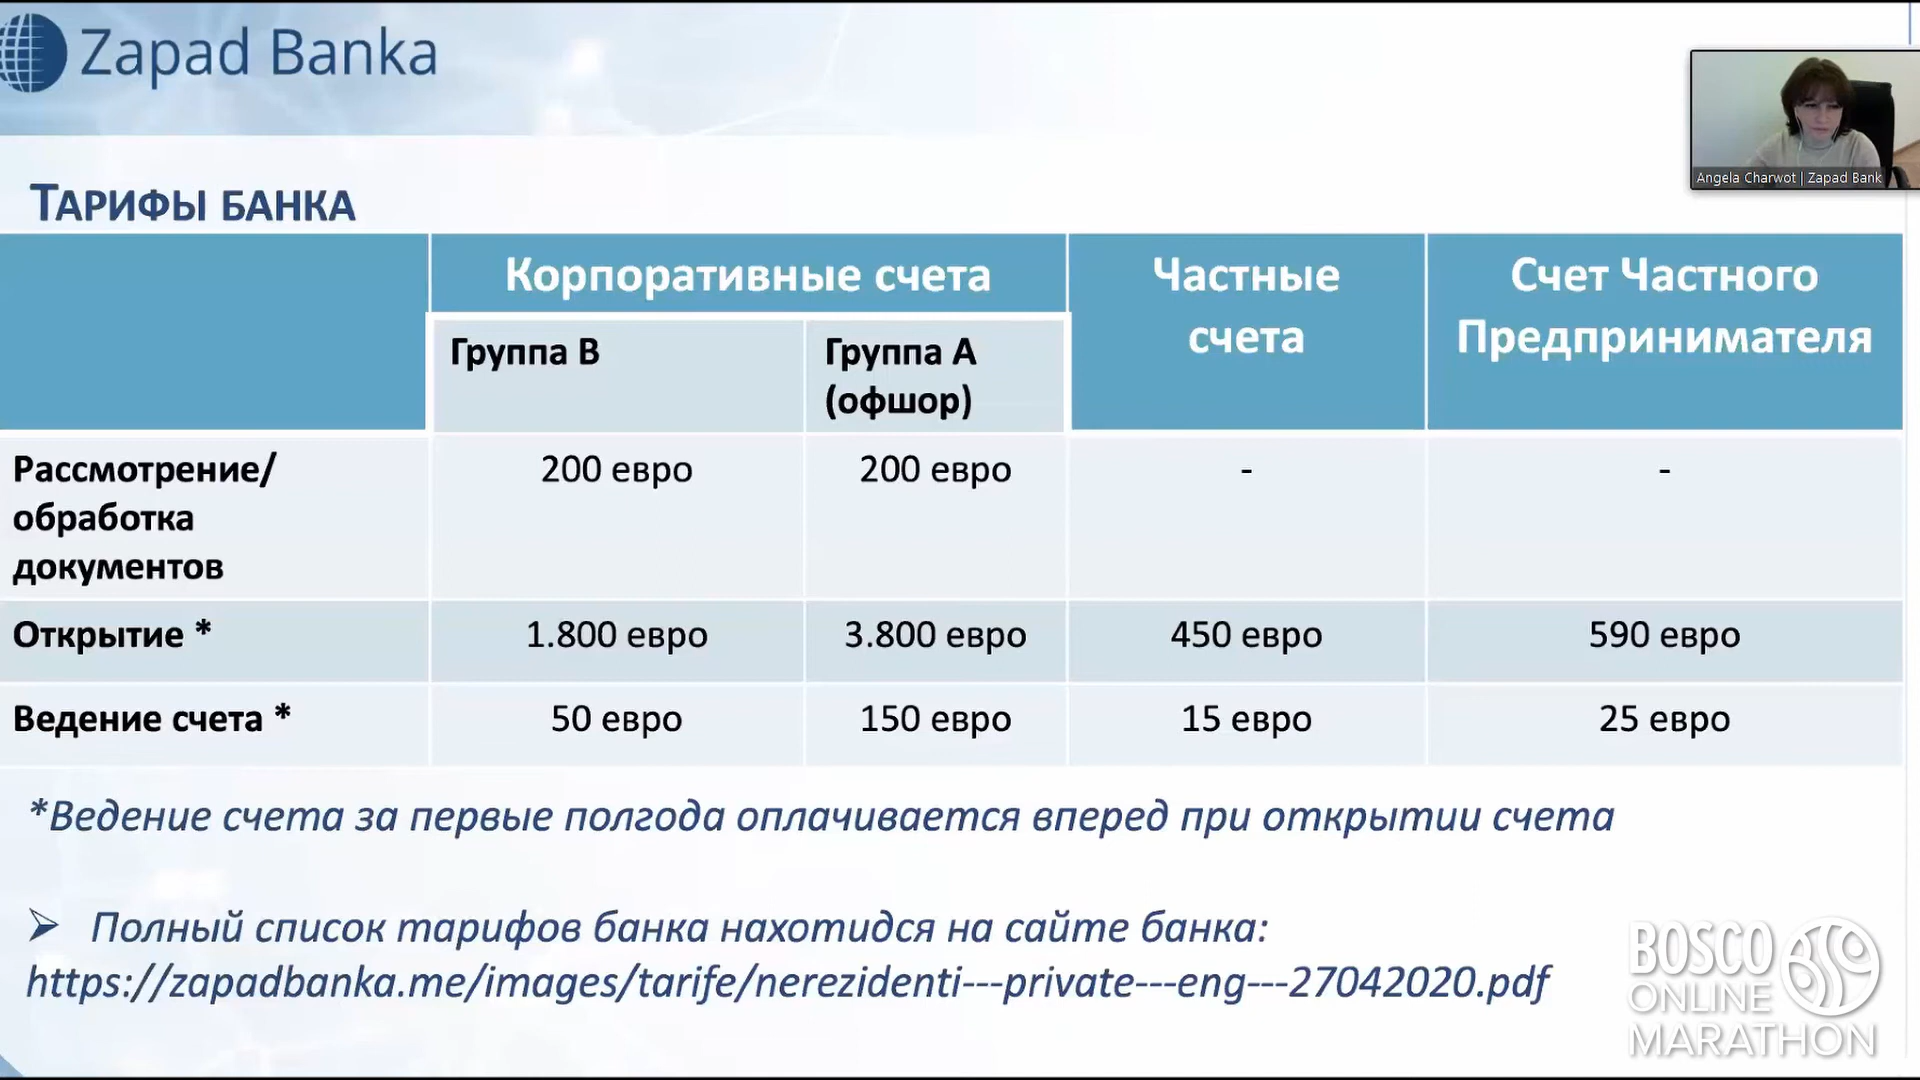 Zapad Banka
Angela Charwot | Zapad Bank
ТАРИФЫ БАНКА
Корпоративные счета
Частные
счета
Счет Частного
Предпринимателя
Группа В
Группа А
(офшор)
Рассмотрение/
обработка
документов
200 евро
200 евро
-
-
Открытие *
1.800 евро
3.800 евро
450 евро
590 евро
Ведение счета *
50 евро
150 евро
15 евро
25 евро
*Ведение счета за первые полгода оплачивается вперед при открытии счета
➢ Полный список тарифов банка нахотидся на сайте банка:
https://zapadbanka.me/images/tarife/nerezidenti---private---eng---27042020.pdf
BOSCO
ONLINE
MARATHON